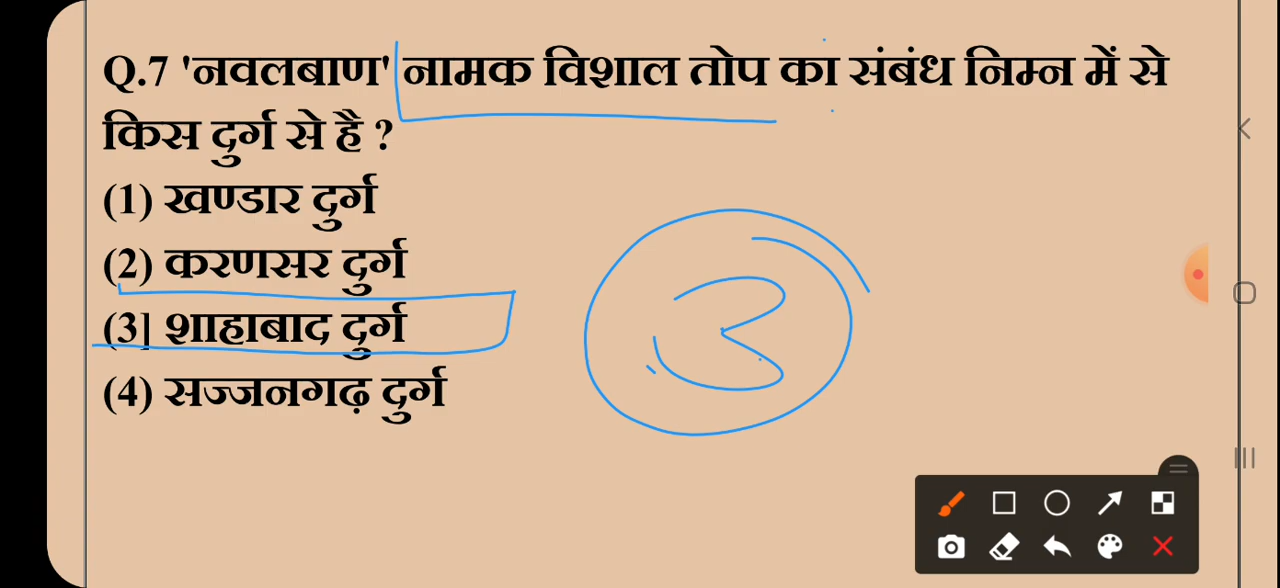 Q.7 'नवलबाण' नामक विशाल तोप का संबंध निम्न में से
किस दुर्ग से है ?
(1) खण्डार दुर्ग
(2) करणसर दुर्ग
(3] शाहाबाद दुर्ग
(4) सज्जनगढ़ दुर्ग
3